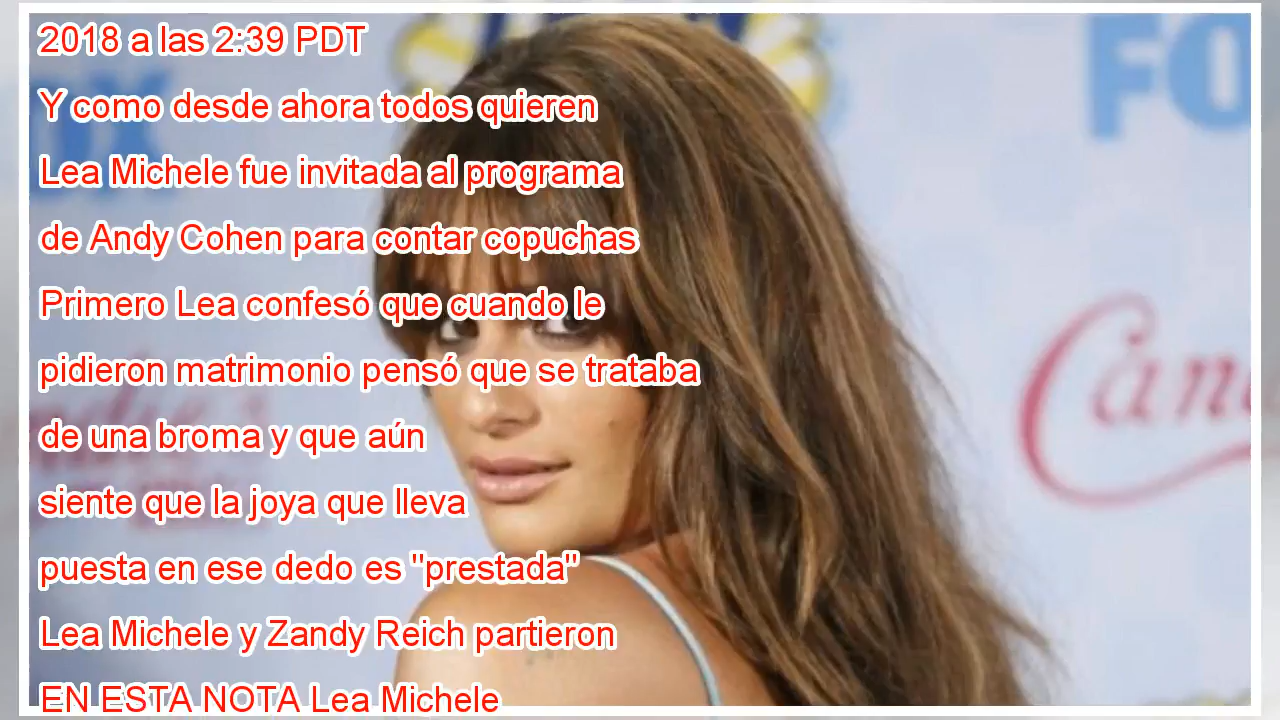 2018 a las 2:39 PDT
Y como desde ahora todos quieren
Lea Michele fue invitada al programa
de Andy Cohen para contar copuchas
Primero Lea confesó que cuando le
pidieron matrimonio pensó que se trataba
de una broma y que aún
siente que la joya que lleva
puesta en ese dedo es "prestada"
Lea Michele y Zandy Reich partieron
EN ESTA NOTA Lea Michele